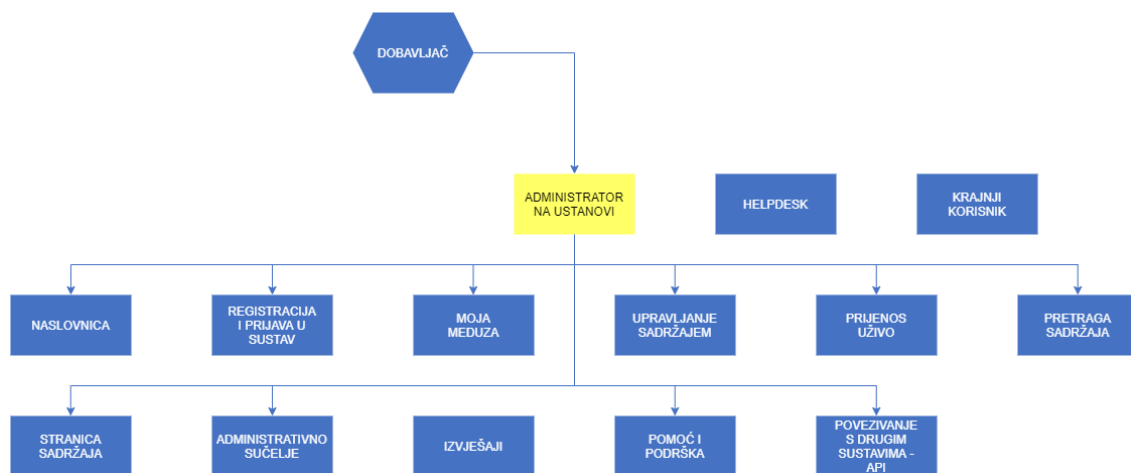 DOBAVLJAČ
ADMINISTRATOR
NA USTANOVI
HELPDESK
KRAJNJI
KORISNIK
NASLOVNICA
REGISTRACIJA
I PRIJAVA U
SUSTAV
MOJA
MEDUZA
UPRAVLJANJE
SADRŽAJEM
PRIJENOS
UŽIVO
PRETRAGA
SADRŽAJA
STRANICA
SADRŽAJA
ADMINISTRATIVNO
SUČELJE
IZVJEŠAJI
POMOĆ I
PODRŠKA
POVEZIVANJE
S DRUGIM
SUSTAVIMA -
API